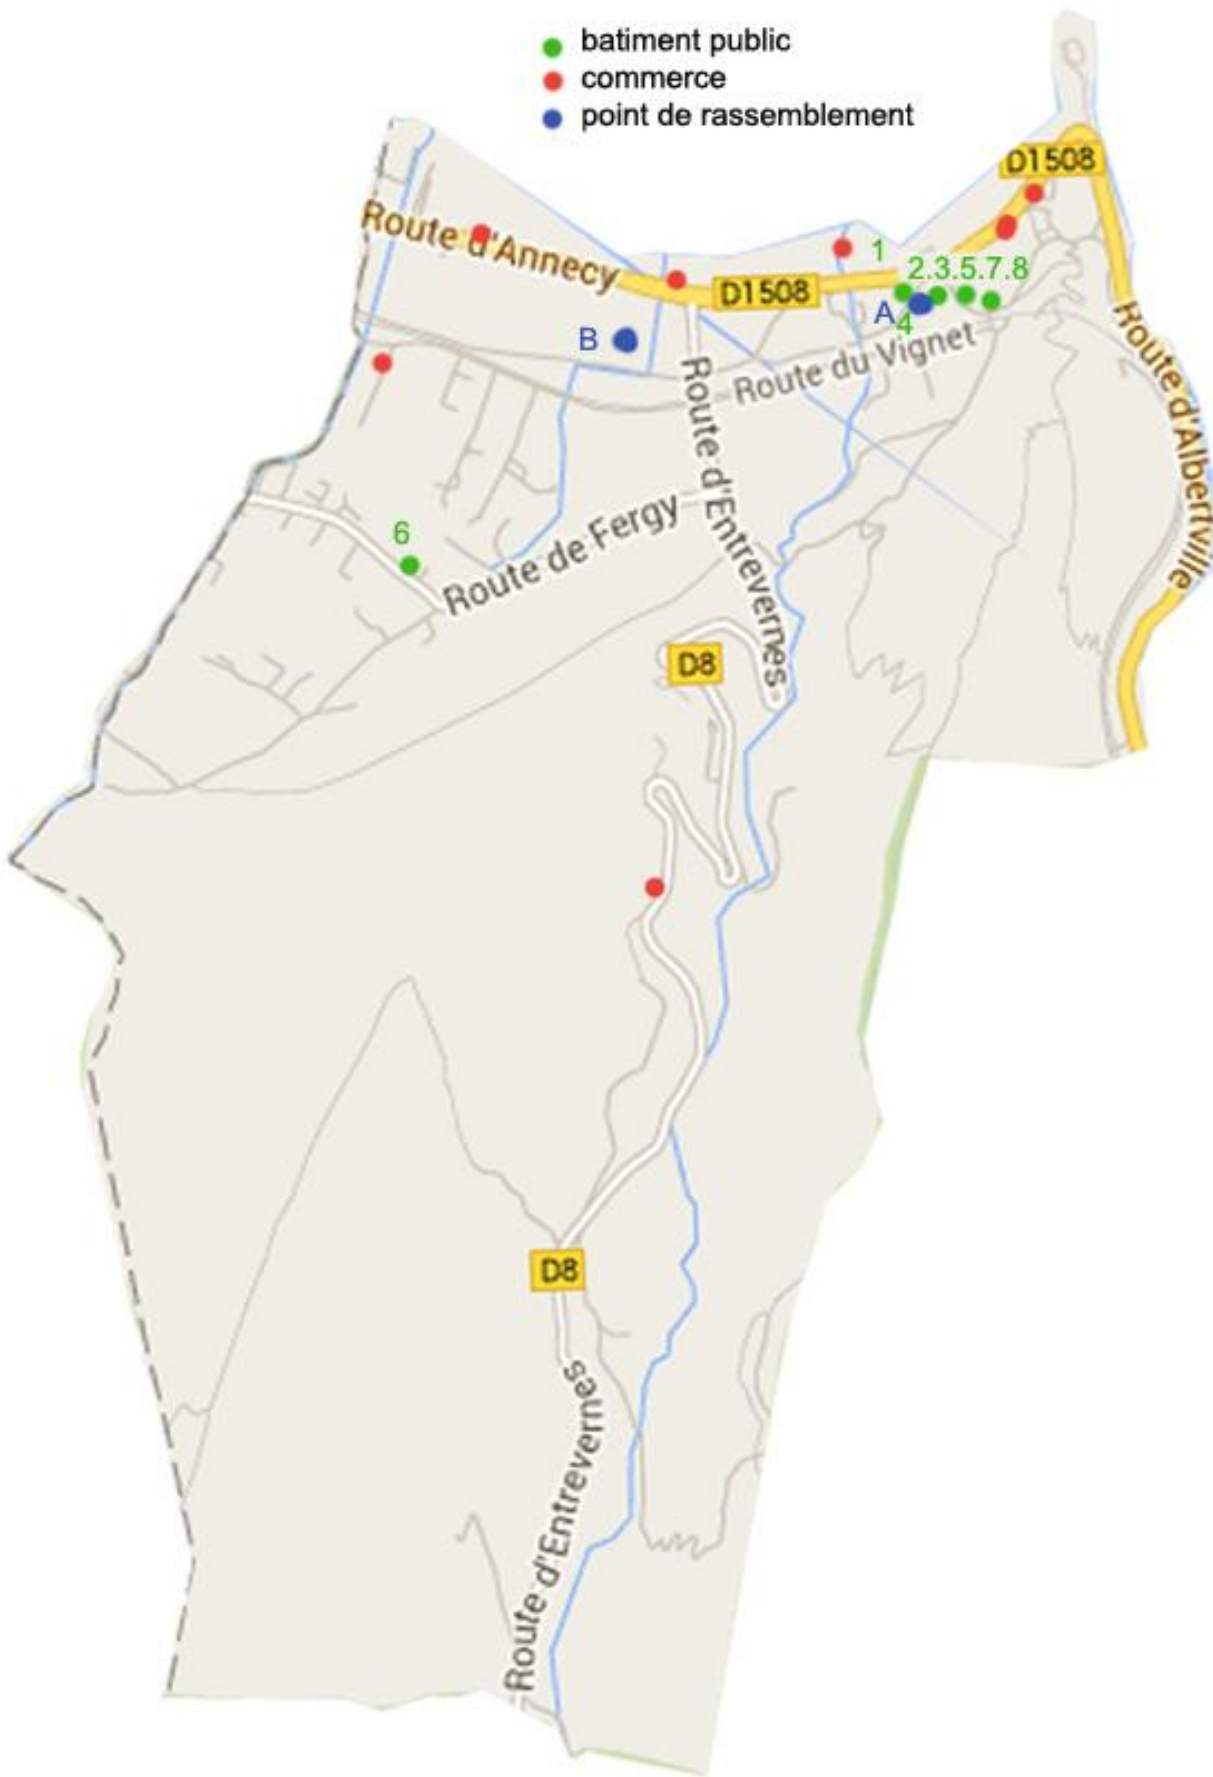 batiment public
commerce
point de rassemblement
D1508
Route d'Annecy
1
2.3.5.7.8
D1508
A
4
B
Route du Vignet
Route d'Albertville
Route d'Entrevernes
6
Route de Fergy
D8
D8
Route d'Entrevernes